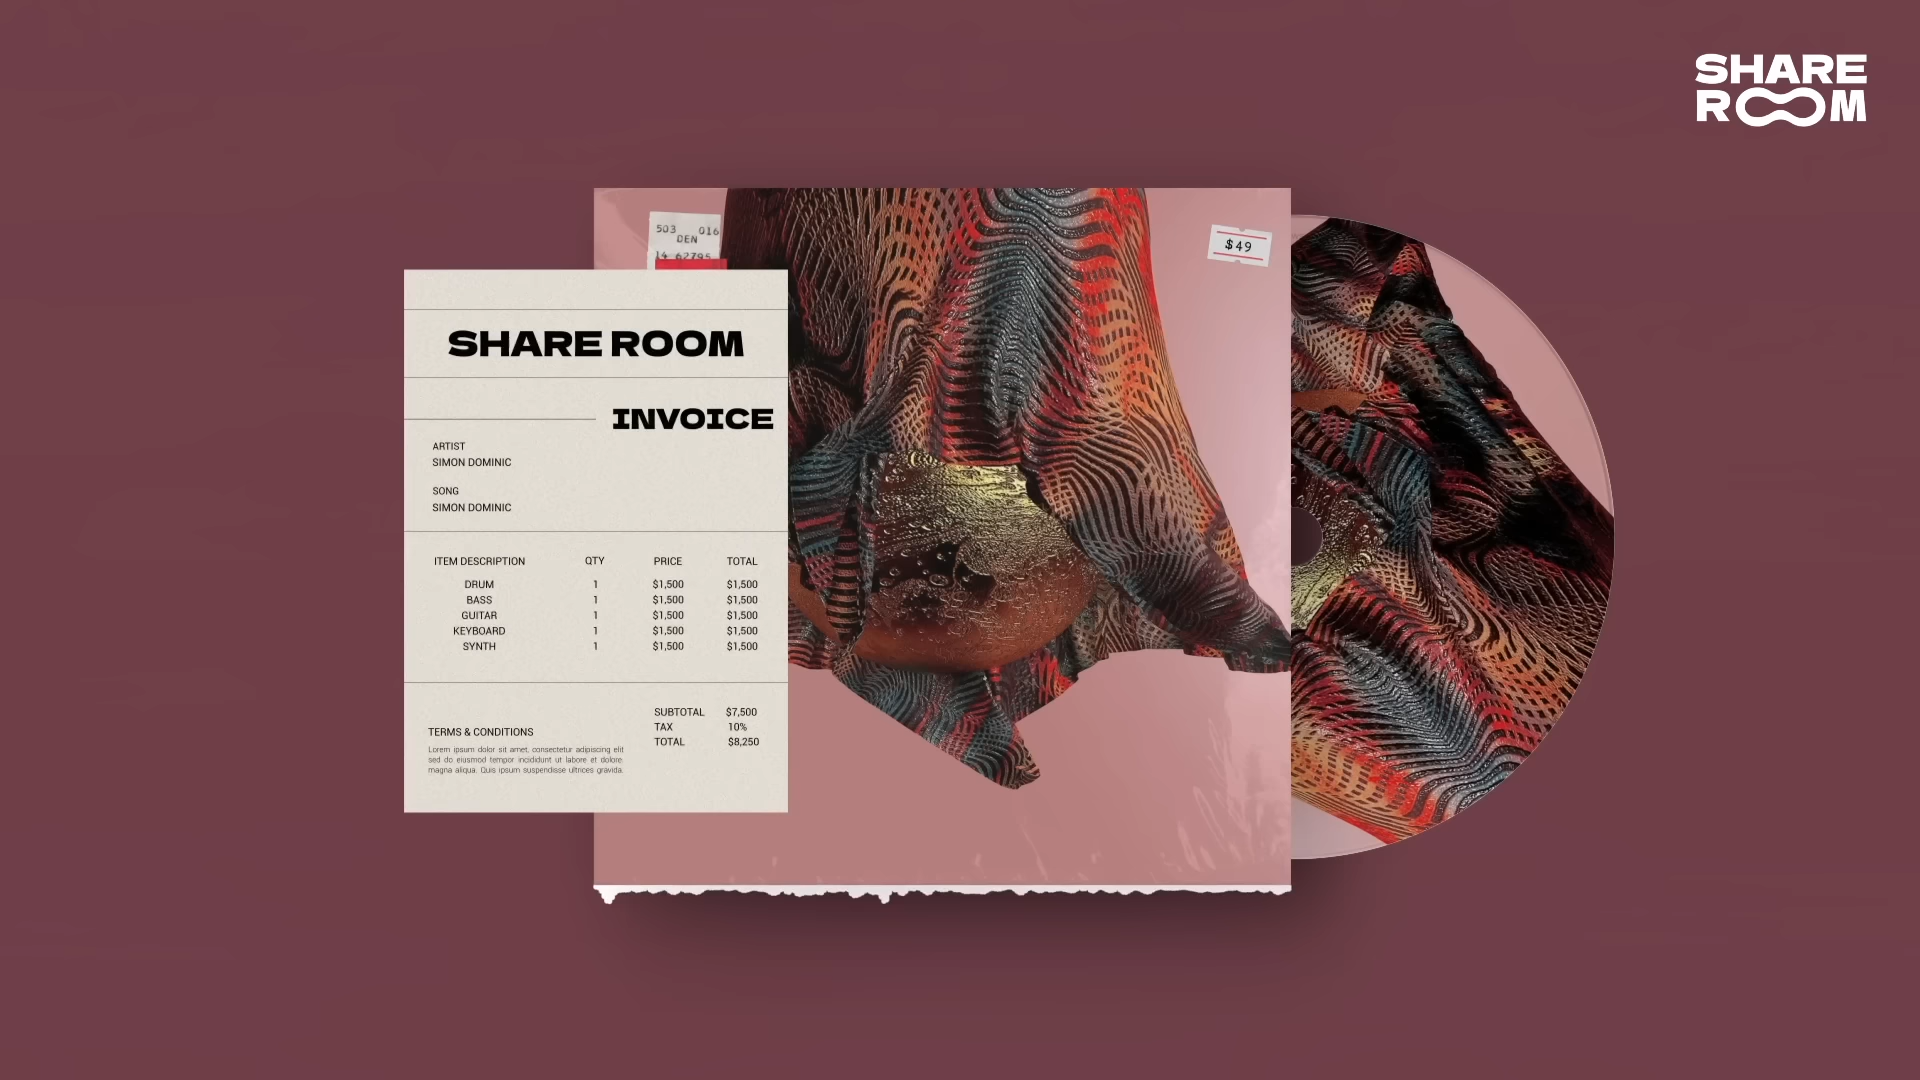 SHARE
ROOM
503 016
DEN
14 62795
$49
SHARE ROOM
INVOICE
ARTIST
SIMON DOMINIC
SONG
SIMON DOMINIC
ITEM DESCRIPTION QTY PRICE TOTAL
DRUM 1 $1,500 $1,500
BASS 1 $1,500 $1,500
GUITAR 1 $1,500 $1,500
KEYBOARD 1 $1,500 $1,500
SYNTH 1 $1,500 $1,500
SUBTOTAL $7,500
TAX 10%
TOTAL $8,250
TERMS & CONDITIONS
Lorem ipsum dolor sit amet, consectetur adipiscing elit
sed do eiusmod tempor incididunt ut labore et dolore
magna aliqua. Quis ipsum suspendisse ultrices gravida.